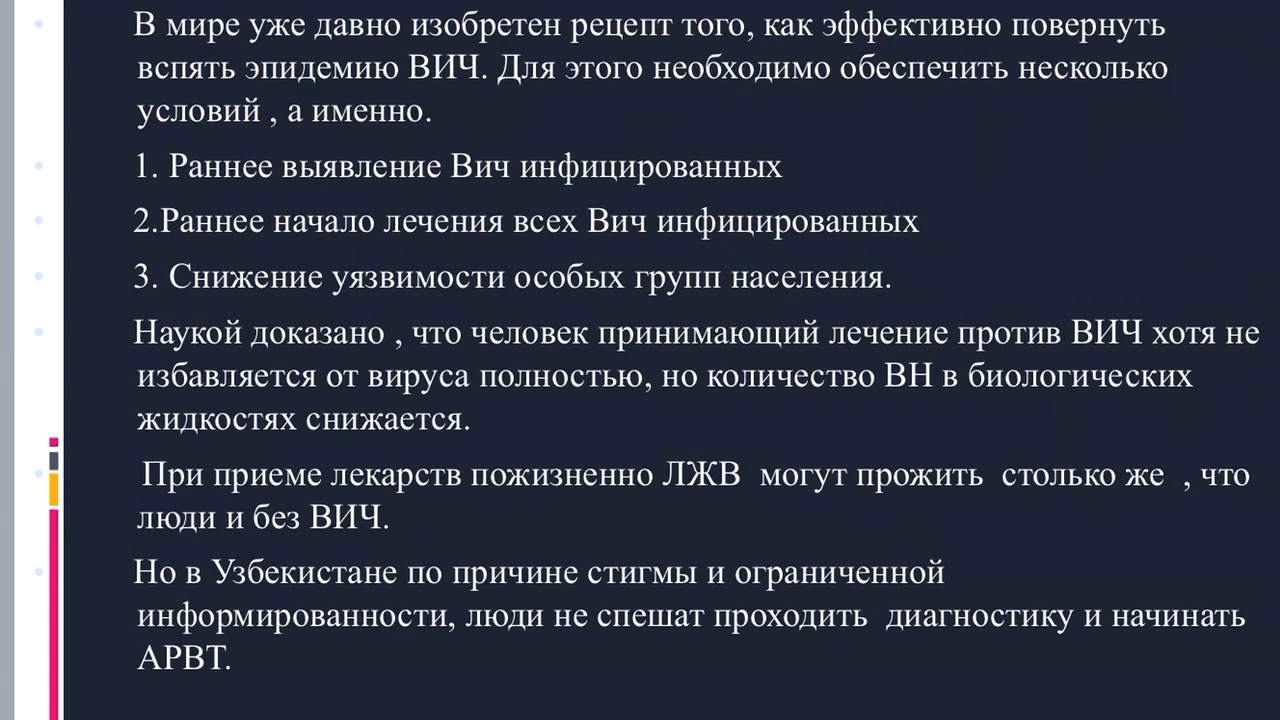 В мире уже давно изобретен рецепт того, как эффективно повернуть
вспять эпидемию ВИЧ. Для этого необходимо обеспечить несколько
условий , а именно.
1. Раннее выявление Вич инфицированных
2.Раннее начало лечения всех Вич инфицированных
3. Снижение уязвимости особых групп населения.
Наукой доказано , что человек принимающий лечение против ВИЧ хотя не
избавляется от вируса полностью, но количество ВН в биологических
жидкостях снижается.
При приеме лекарств пожизненно ЛЖВ  могут прожить  столько же  , что
люди и без ВИЧ.
Но в Узбекистане по причине стигмы и ограниченной
информированности, люди не спешат проходить  диагностику и начинать
АРВТ.